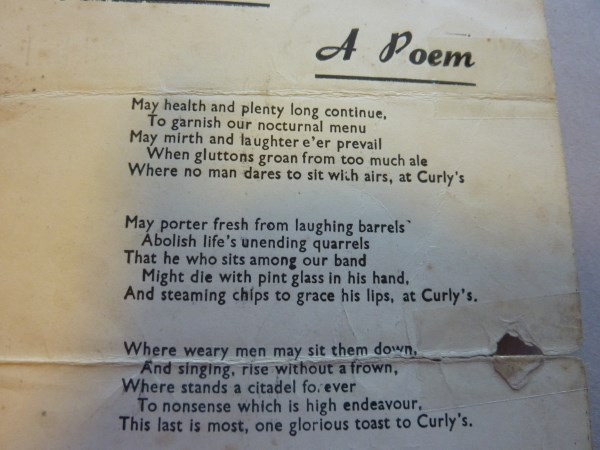 A Poem
May health and plenty long continue,
To garnish our nocturnal menu
May mirth and laughter e'er prevail
When gluttons groan from too much ale
Where no man dares to sit with airs, at Curly's
May porter fresh from laughing barrels
Abolish life's unending quarrels
That he who sits among our band
Might die with pint glass in his hand,
And steaming chips to grace his lips, at Curly's.
Where weary men may sit them down,
And singing, rise without a frown,
Where stands a citadel forever
To nonsense which is high endeavour,
This last is most, one glorious toast to Curly's.